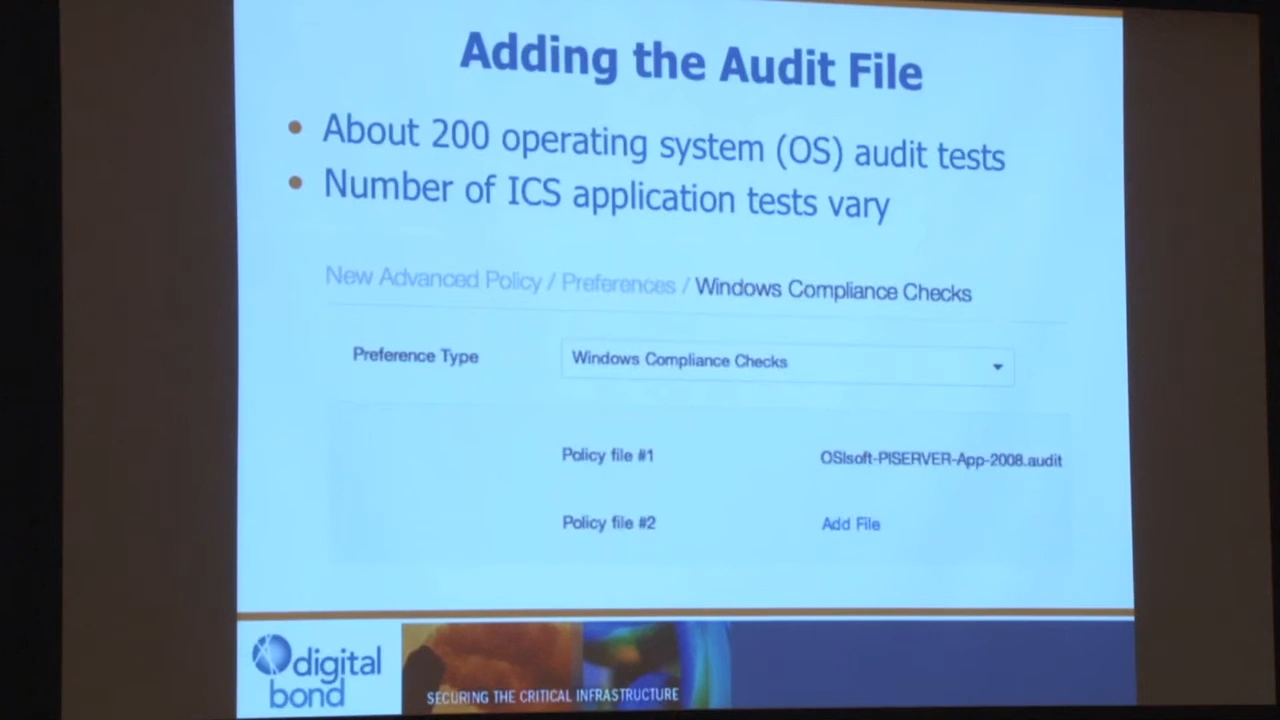 Adding the Audit File
• About 200 operating system (OS) audit tests
• Number of ICS application tests vary
New Advanced Policy / Preferences / Windows Compliance Checks
Preference Type Windows Compliance Checks
Policy file #1 OSIsoft-PISERVER-App-2008.audit
Policy file #2 Add File
digital
bond
SECURING THE CRITICAL INFRASTRUCTURE